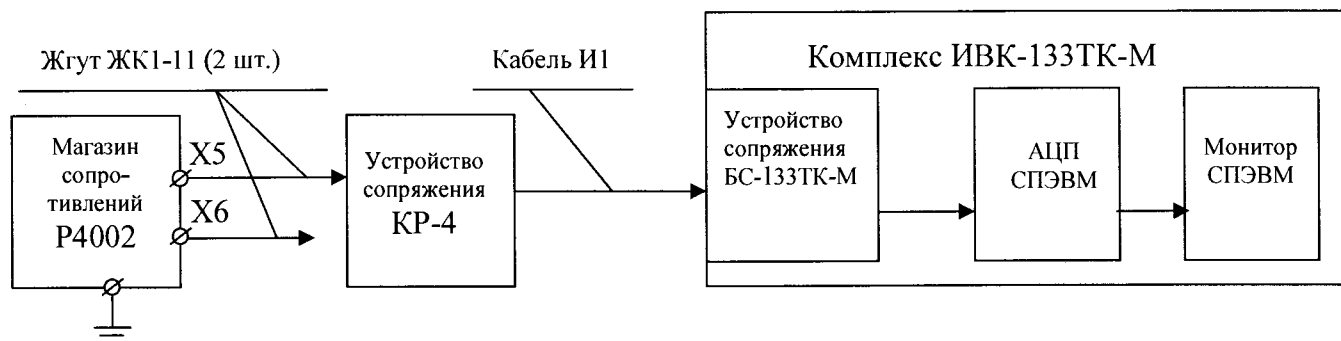 Жгут ЖК1-11 (2 шт.)
Кабель И1
Комплекс ИВК-133ТК-М
Магазин
сопро-
тивлений
Р4002
X5
X6
Устройство
сопряжения
КР-4
Устройство
сопряжения
БС-133ТК-М
АЦП
СПЭВМ
Монитор
СПЭВМ